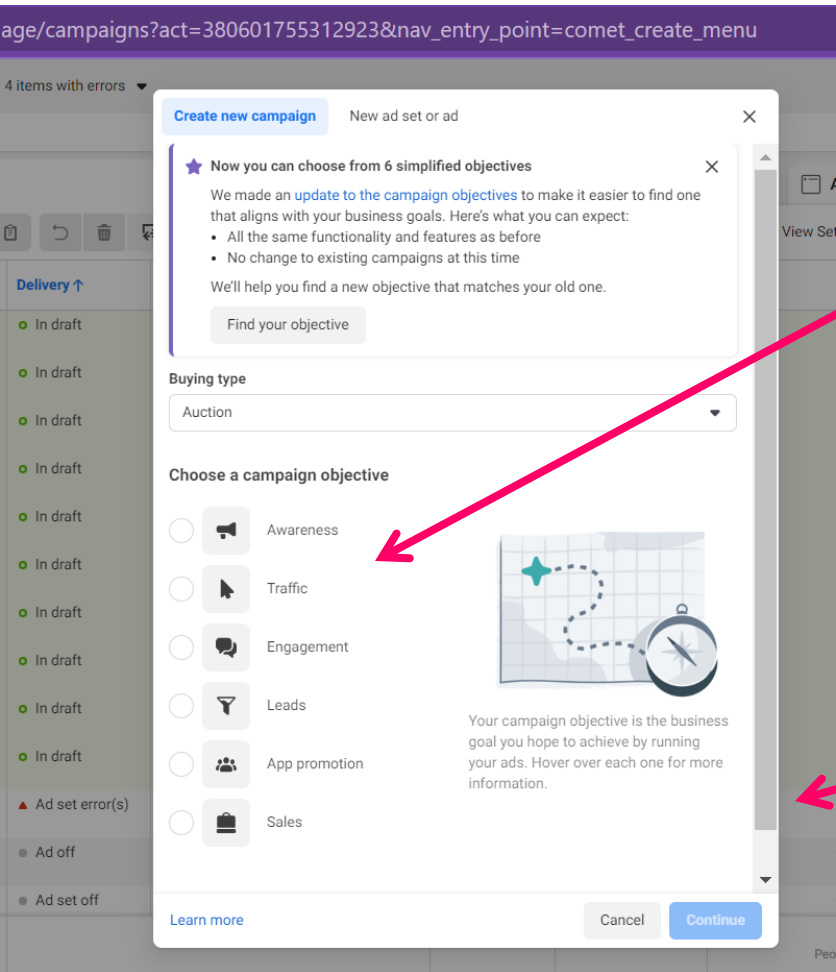 age/campaigns?act=380601755312923&nav_entry_point=comet_create_menu
4 items with errors
Create new campaign
New ad set or ad
Now you can choose from 6 simplified objectives
We made an update to the campaign objectives to make it easier to find one
that aligns with your business goals. Here's what you can expect:
• All the same functionality and features as before
• No change to existing campaigns at this time
We'll help you find a new objective that matches your old one.
Find your objective
View Set
Delivery ↑
In draft
In draft
In draft
In draft
In draft
In draft
In draft
In draft
In draft
In draft
Ad set error(s)
Ad off
Ad set off
Buying type
Auction
Choose a campaign objective
Awareness
Traffic
Engagement
Leads
App promotion
Sales
Your campaign objective is the business
goal you hope to achieve by running
your ads. Hover over each one for more
information.
Learn more
Cancel
Continue
Peo